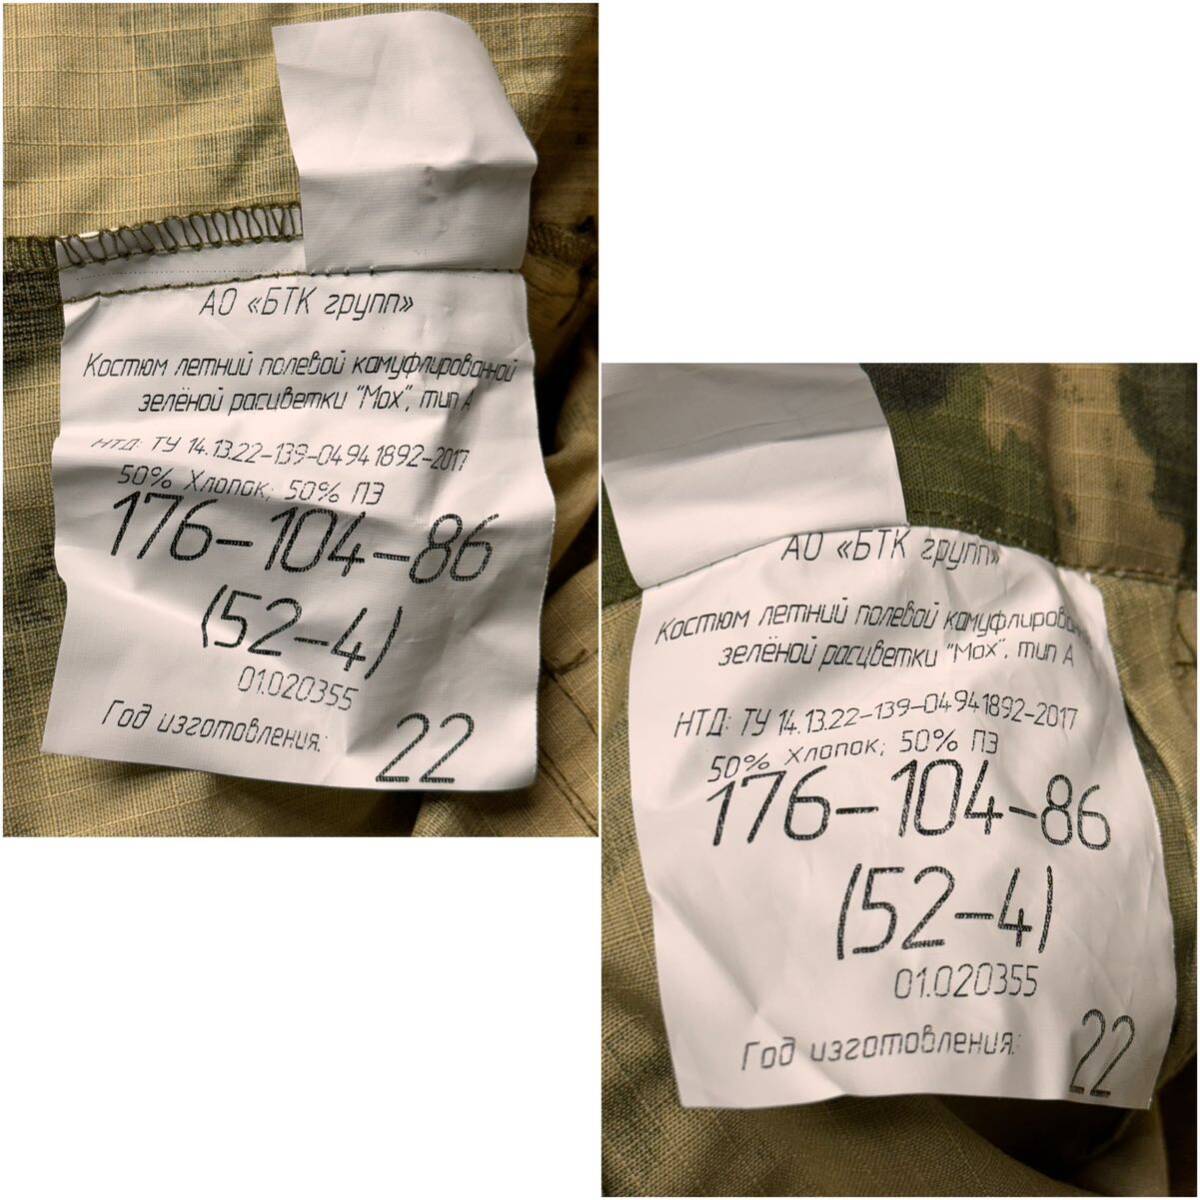 АО «БТК групп»
Костюм летний полевой камуфлированной
зелёной расцветки "Мох", тип А
НТД: ТУ 14.13.22-139-04941892-2017
50% Хлопок; 50% ПЭ
176-104-86
(52-4)
01.020355
Год изготовления: 22
АО «БТК групп»
Костюм летний полевой
зелёной расцветки "Мох", тип А
НТД: ТУ 14.13.22-139-04941892-2017
50% Хлопок; 50% ПЭ
176-104-86
(52-4)
01.020355
Год изготовления: 22